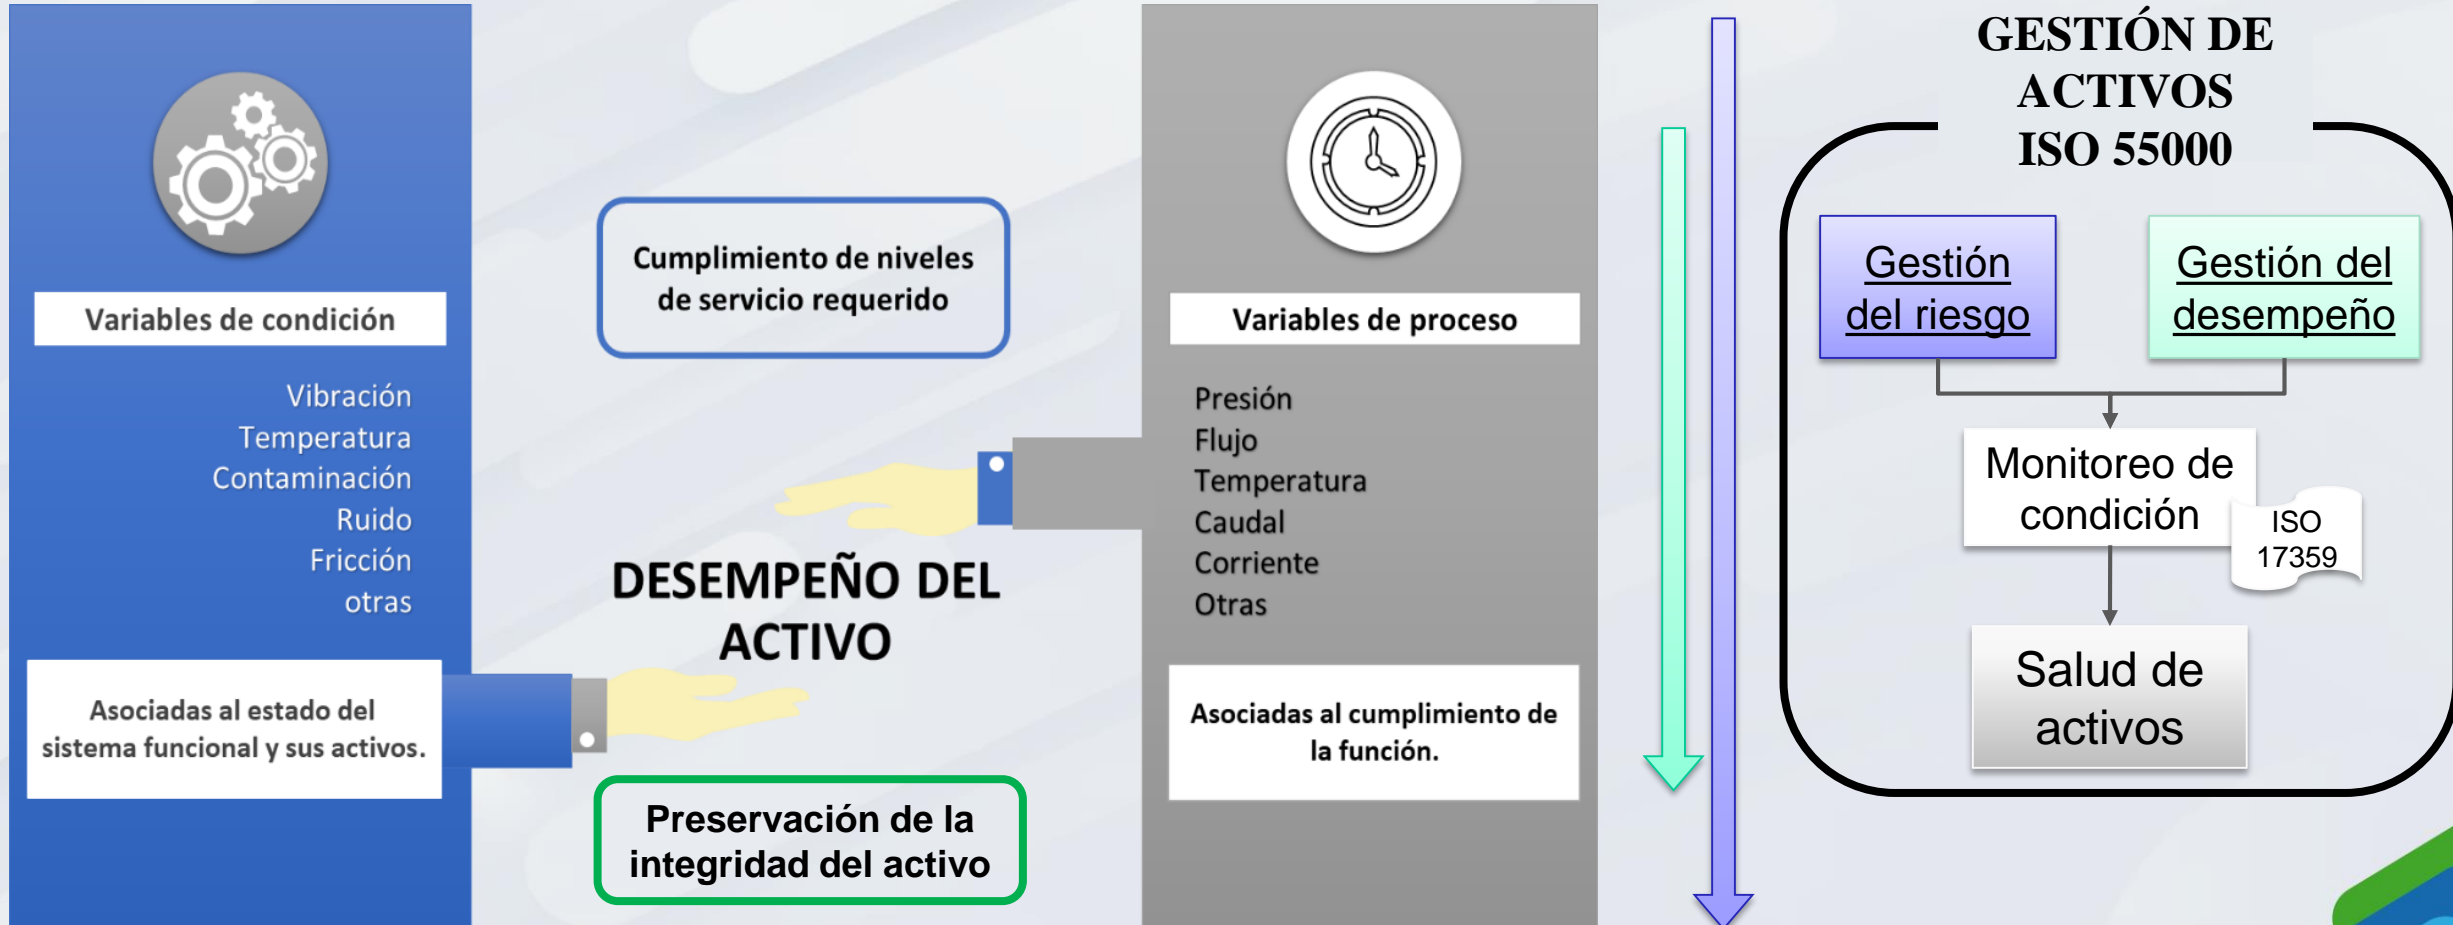 Variables de condición
Vibración
Temperatura
Contaminación
Ruido
Fricción
otras
Asociadas al estado del
sistema funcional y sus activos.
Cumplimiento de niveles
de servicio requerido
DESEMPEÑO DEL
ACTIVO
Preservación de la
integridad del activo
Variables de proceso
Presión
Flujo
Temperatura
Caudal
Corriente
Otras
Asociadas al cumplimiento de
la función.
GESTIÓN DE
ACTIVOS
ISO 55000
Gestión
del riesgo
Gestión del
desempeño
Monitoreo de
condición
ISO
17359
Salud de
activos